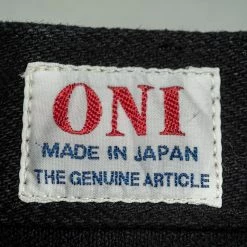 ONI
MADE IN JAPAN
THE GENUINE ARTICLE